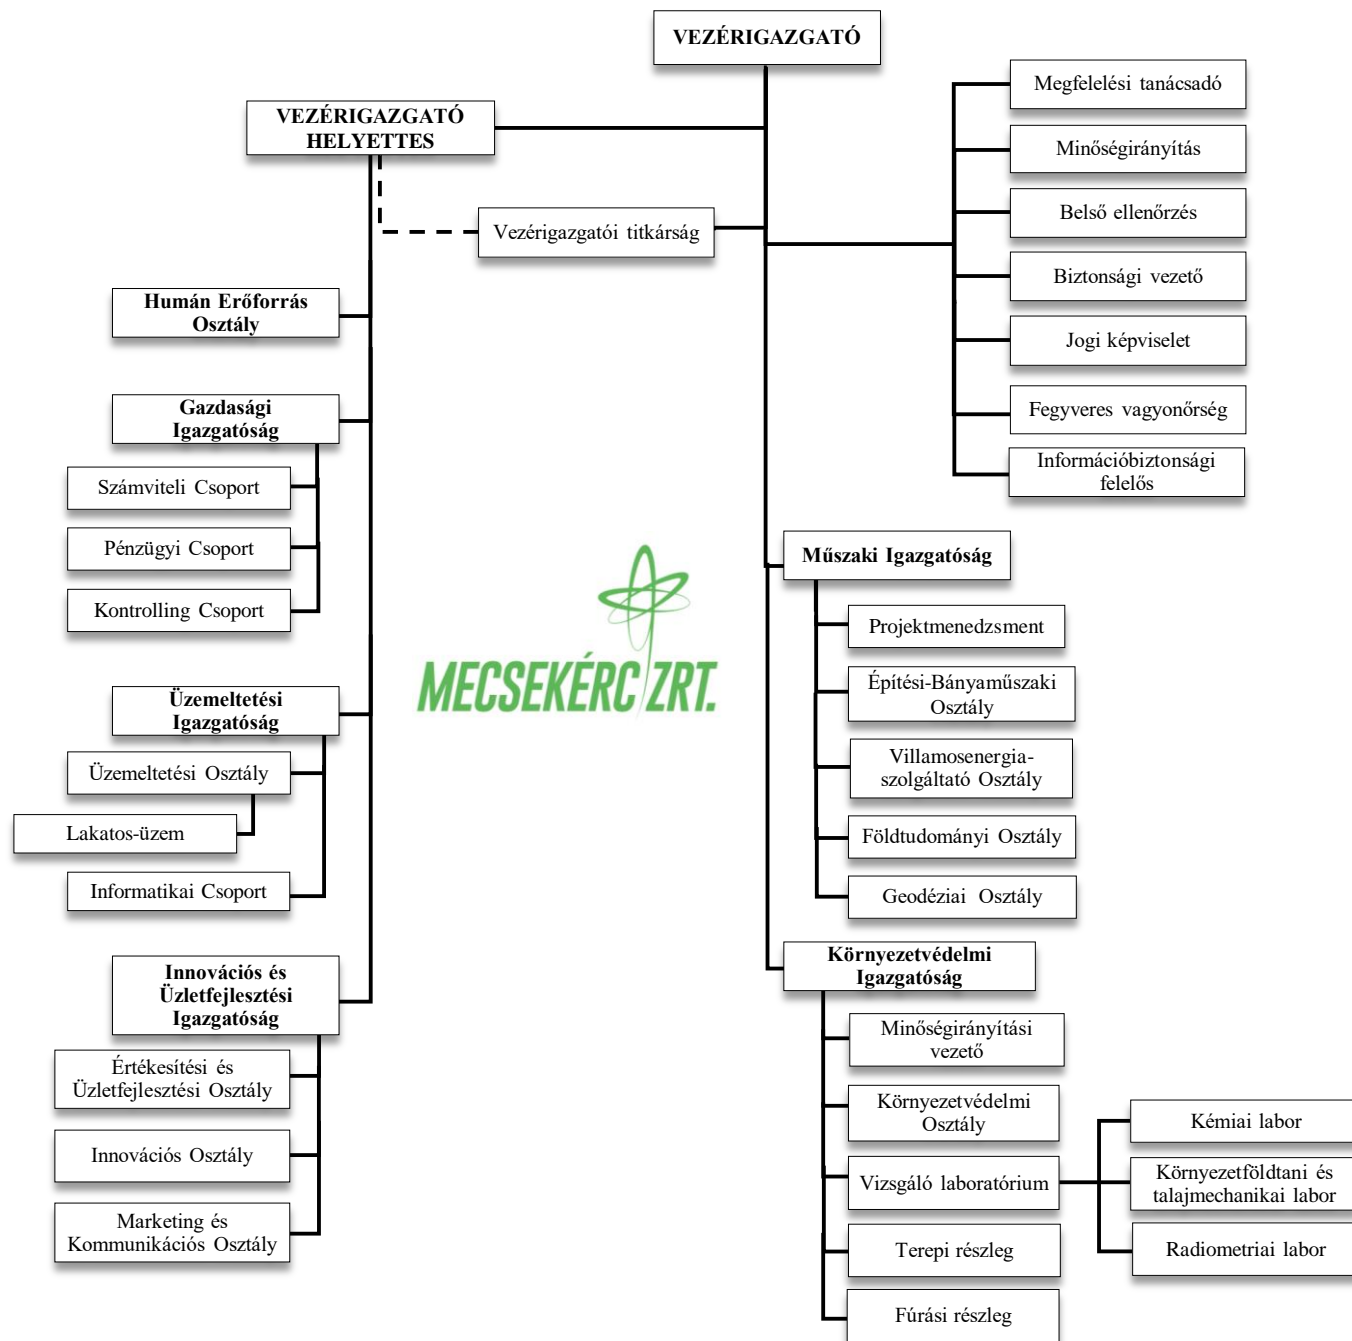 VEZÉRIGAZGATÓ
VEZÉRIGAZGATÓ
HELYETTES
Vezérigazgatói titkárság
Megfelelési tanácsadó
Minőségirányítás
Belső ellenőrzés
Biztonsági vezető
Jogi képviselet
Fegyveres vagyonőrség
Információbiztonsági
felelős
Humán Erőforrás
Osztály
Gazdasági
Igazgatóság
Számviteli Csoport
Pénzügyi Csoport
Kontrolling Csoport
Üzemeltetési
Igazgatóság
Üzemeltetési Osztály
Lakatos-üzem
Informatikai Csoport
Innovációs és
Üzletfejlesztési
Igazgatóság
Értékesítési és
Üzletfejlesztési Osztály
Innovációs Osztály
Marketing és
Kommunikációs Osztály
MECSEKÉRC ZRT.
Műszaki Igazgatóság
Projektmenedzsment
Építési-Bányaműszaki
Osztály
Villamosenergia-
szolgáltató Osztály
Földtudományi Osztály
Geodéziai Osztály
Környezetvédelmi
Igazgatóság
Minőségirányítási
vezető
Környezetvédelmi
Osztály
Vizsgáló laboratórium
Terepi részleg
Fúrási részleg
Kémiai labor
Környezetföldtani és
talajmechanikai labor
Radiometriai labor